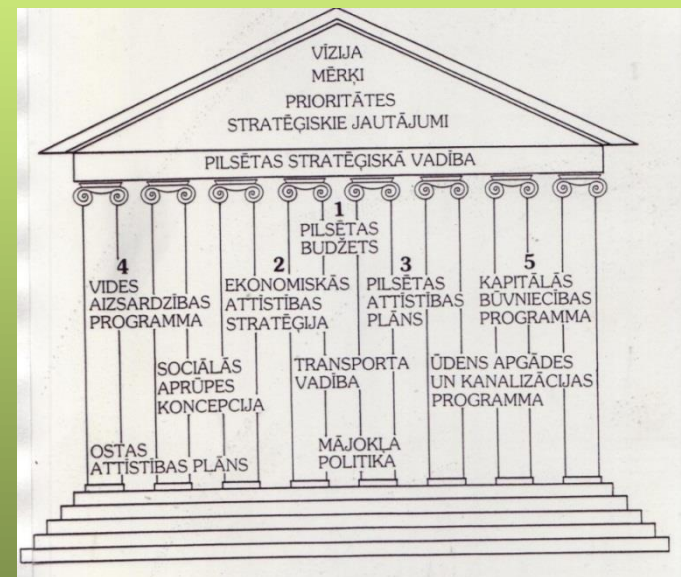 VĪZIJA
MĒRĶI
PRIORITĀTES
STRATĒĢISKIE JAUTĀJUMI
PILSĒTAS STRATĒĢISKĀ VADĪBA
1
PILSĒTAS
BUDŽETS
4
VIDES
AIZSARDZĪBAS
PROGRAMMA
2
EKONOMISKĀS
ATTĪSTĪBAS
STRATĒĢIJA
3
PILSĒTAS
ATTĪSTĪBAS
PLĀNS
5
KAPITĀLĀS
BŪVNIECĪBAS
PROGRAMMA
SOCIĀLĀS
APRŪPES
KONCEPCIJA
TRANSPORTA
VADĪBA
ŪDENS APGĀDES
UN KANALIZĀCIJAS
PROGRAMMA
OSTAS
ATTĪSTĪBAS PLĀNS
MĀJOKĻA
POLITIKA